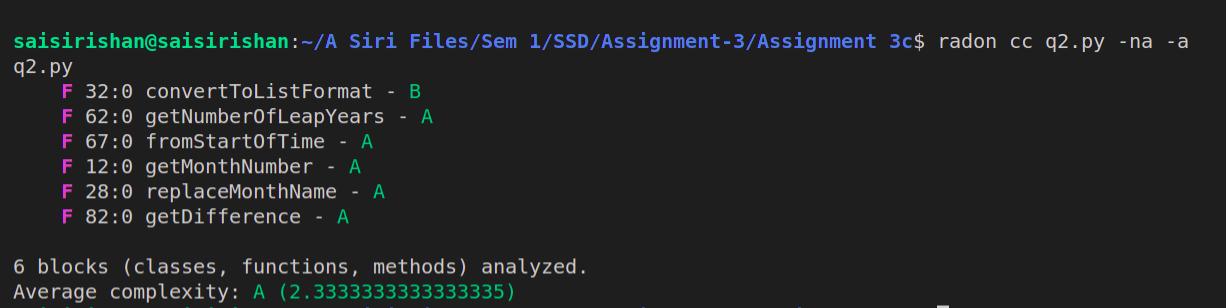 saisirishan@saisirishan:~/A Siri Files/Sem 1/SSD/Assignment-3/Assignment 3c$ radon cc q2.py -na -a
q2.py
    F 32:0 convertToListFormat - B
    F 62:0 getNumberOfLeapYears - A
    F 67:0 fromStartOfTime - A
    F 12:0 getMonthNumber - A
    F 28:0 replaceMonthName - A
    F 82:0 getDifference - A

6 blocks (classes, functions, methods) analyzed.
Average complexity: A (2.3333333333333335)